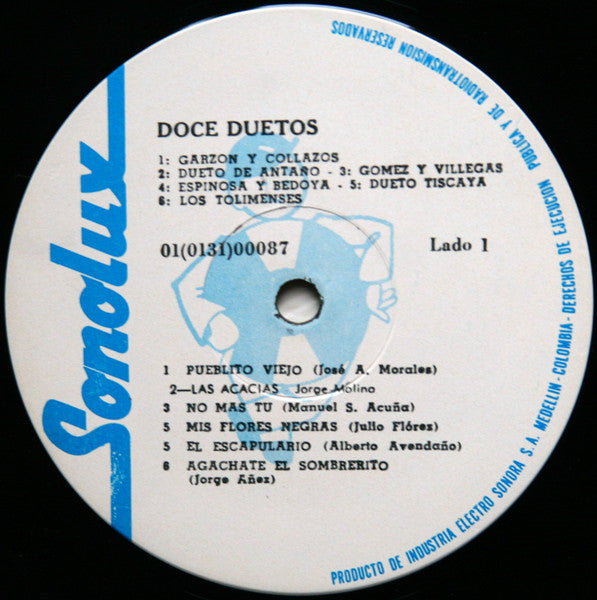 Sonolux
DOCE DUETOS
1: GARZON Y COLLAZOS
2: DUETO DE ANTAÑO - 3: GOMEZ Y VILLEGAS
4: ESPINOSA Y BEDOYA - 5: DUETO TISCAYA
6: LOS TOLIMENSES
01(0131)00087 Lado 1
1 PUEBLITO VIEJO (José A. Morales)
2—LAS ACACIAS Jorge Molino
3 NO MAS TU (Manuel S. Acuña)
5 MIS FLORES NEGRAS (Julio Flórez)
5 EL ESCAPULARIO (Alberto Avendaño)
6 AGACHATE EL SOMBRERITO
(Jorge Añez)
PRODUCTO DE INDUSTRIA ELECTRO SONORA S.A. MEDELLIN - COLOMBIA - DERECHOS DE EJECUCION PUBLICA Y DE RADIOTRANSMISION RESERVADOS